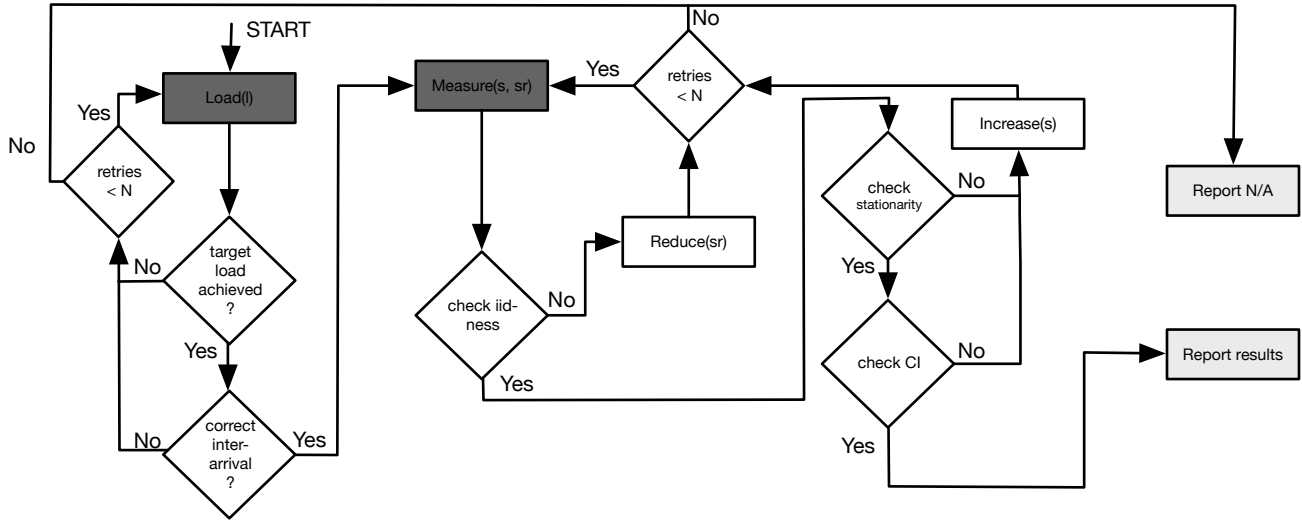 START
Load(l)
Yes
No
retries
< N
target
load
achieved
?
No
Yes
correct
inter-
arrival
?
No
Yes
Measure(s, sr)
Yes
No
retries
< N
Reduce(sr)
check iid-
ness
No
Yes
Increase(s)
check
stationarity
No
Yes
check CI
No
Yes
Report N/A
Report results